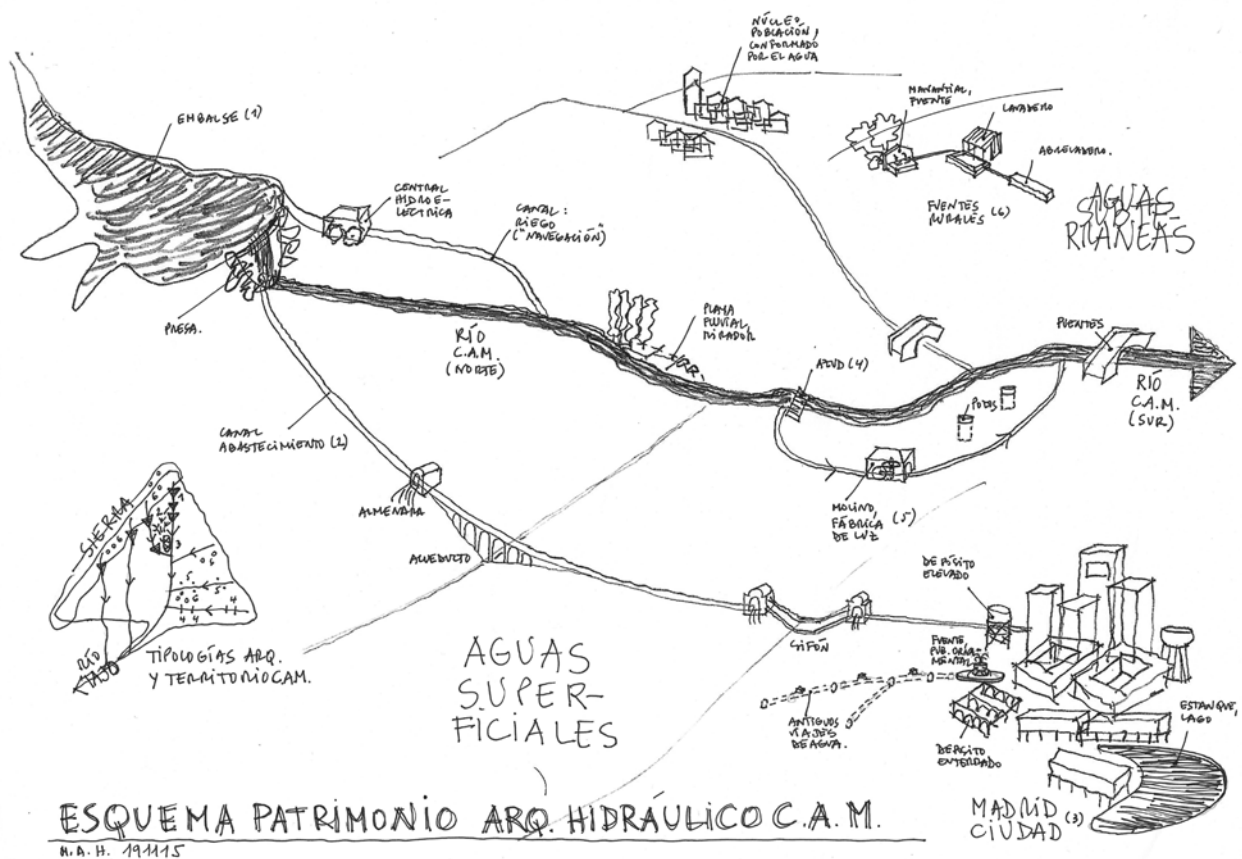 NÚCLEO
POBLACIÓN,
CONFORMADO
POR EL AGUA
MANANTIAL,
FUENTE
LAVADERO
ABREVADERO.
FUENTES
RURALES (6)
AGUAS
SUBTE-
RRÁNEAS
EMBALSE (1)
CENTRAL
HIDROE-
LÉCTRICA
CANAL:
RIEGO
("NAVEGACIÓN")
PRESA.
RÍO
C.A.M.
(NORTE)
PLAYA
FLUVIAL,
MIRADOR
AZUD (4)
PUENTES
RÍO
C.A.M.
(SUR)
POZOS
CANAL
ABASTECIMIENTO (2)
ALMENARA
ACUEDUCTO
MOLINO,
FÁBRICA
DE LUZ (5)
SIERRA
RÍO
TAJO
TIPOLOGÍAS ARQ.
Y TERRITORIO CAM.
AGUAS
SUPER-
FICIALES
SIFÓN
DEPÓSITO
ELEVADO
FUENTE
PUB. ORNA-
MENTAL
ANTIGUOS
VIAJES
DE AGUA.
DEPÓSITO
ENTERRADO
ESTANQUE,
LAGO
MADRID
CIUDAD (3)
ESQUEMA PATRIMONIO ARQ. HIDRÁULICO C.A.M.
M.A.H. 191115